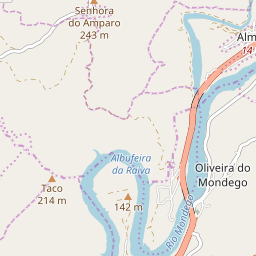 Senhora
do Amparo
243 m
Alm
14
Albufeira
da Raiva
Oliveira do
Mondego
Taco
214 m
142 m
Rio Mondego